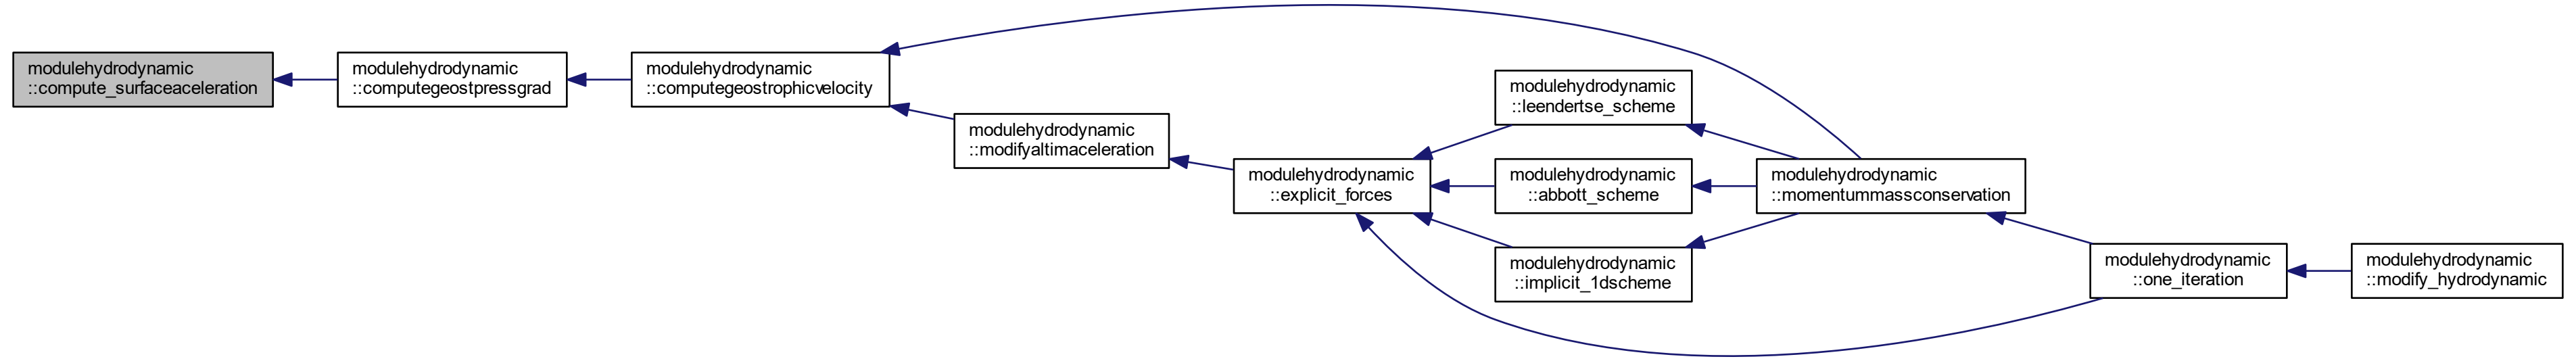 modulehydrodynamic
::compute_surfaceaceleration
modulehydrodynamic
::computegeostpressgrad
modulehydrodynamic
::computegeostrophicvelocity
modulehydrodynamic
::modifyaltimaceleration
modulehydrodynamic
::explicit_forces
modulehydrodynamic
::leendertse_scheme
modulehydrodynamic
::abbott_scheme
modulehydrodynamic
::implicit_1dscheme
modulehydrodynamic
::momentummassconservation
modulehydrodynamic
::one_iteration
modulehydrodynamic
::modify_hydrodynamic